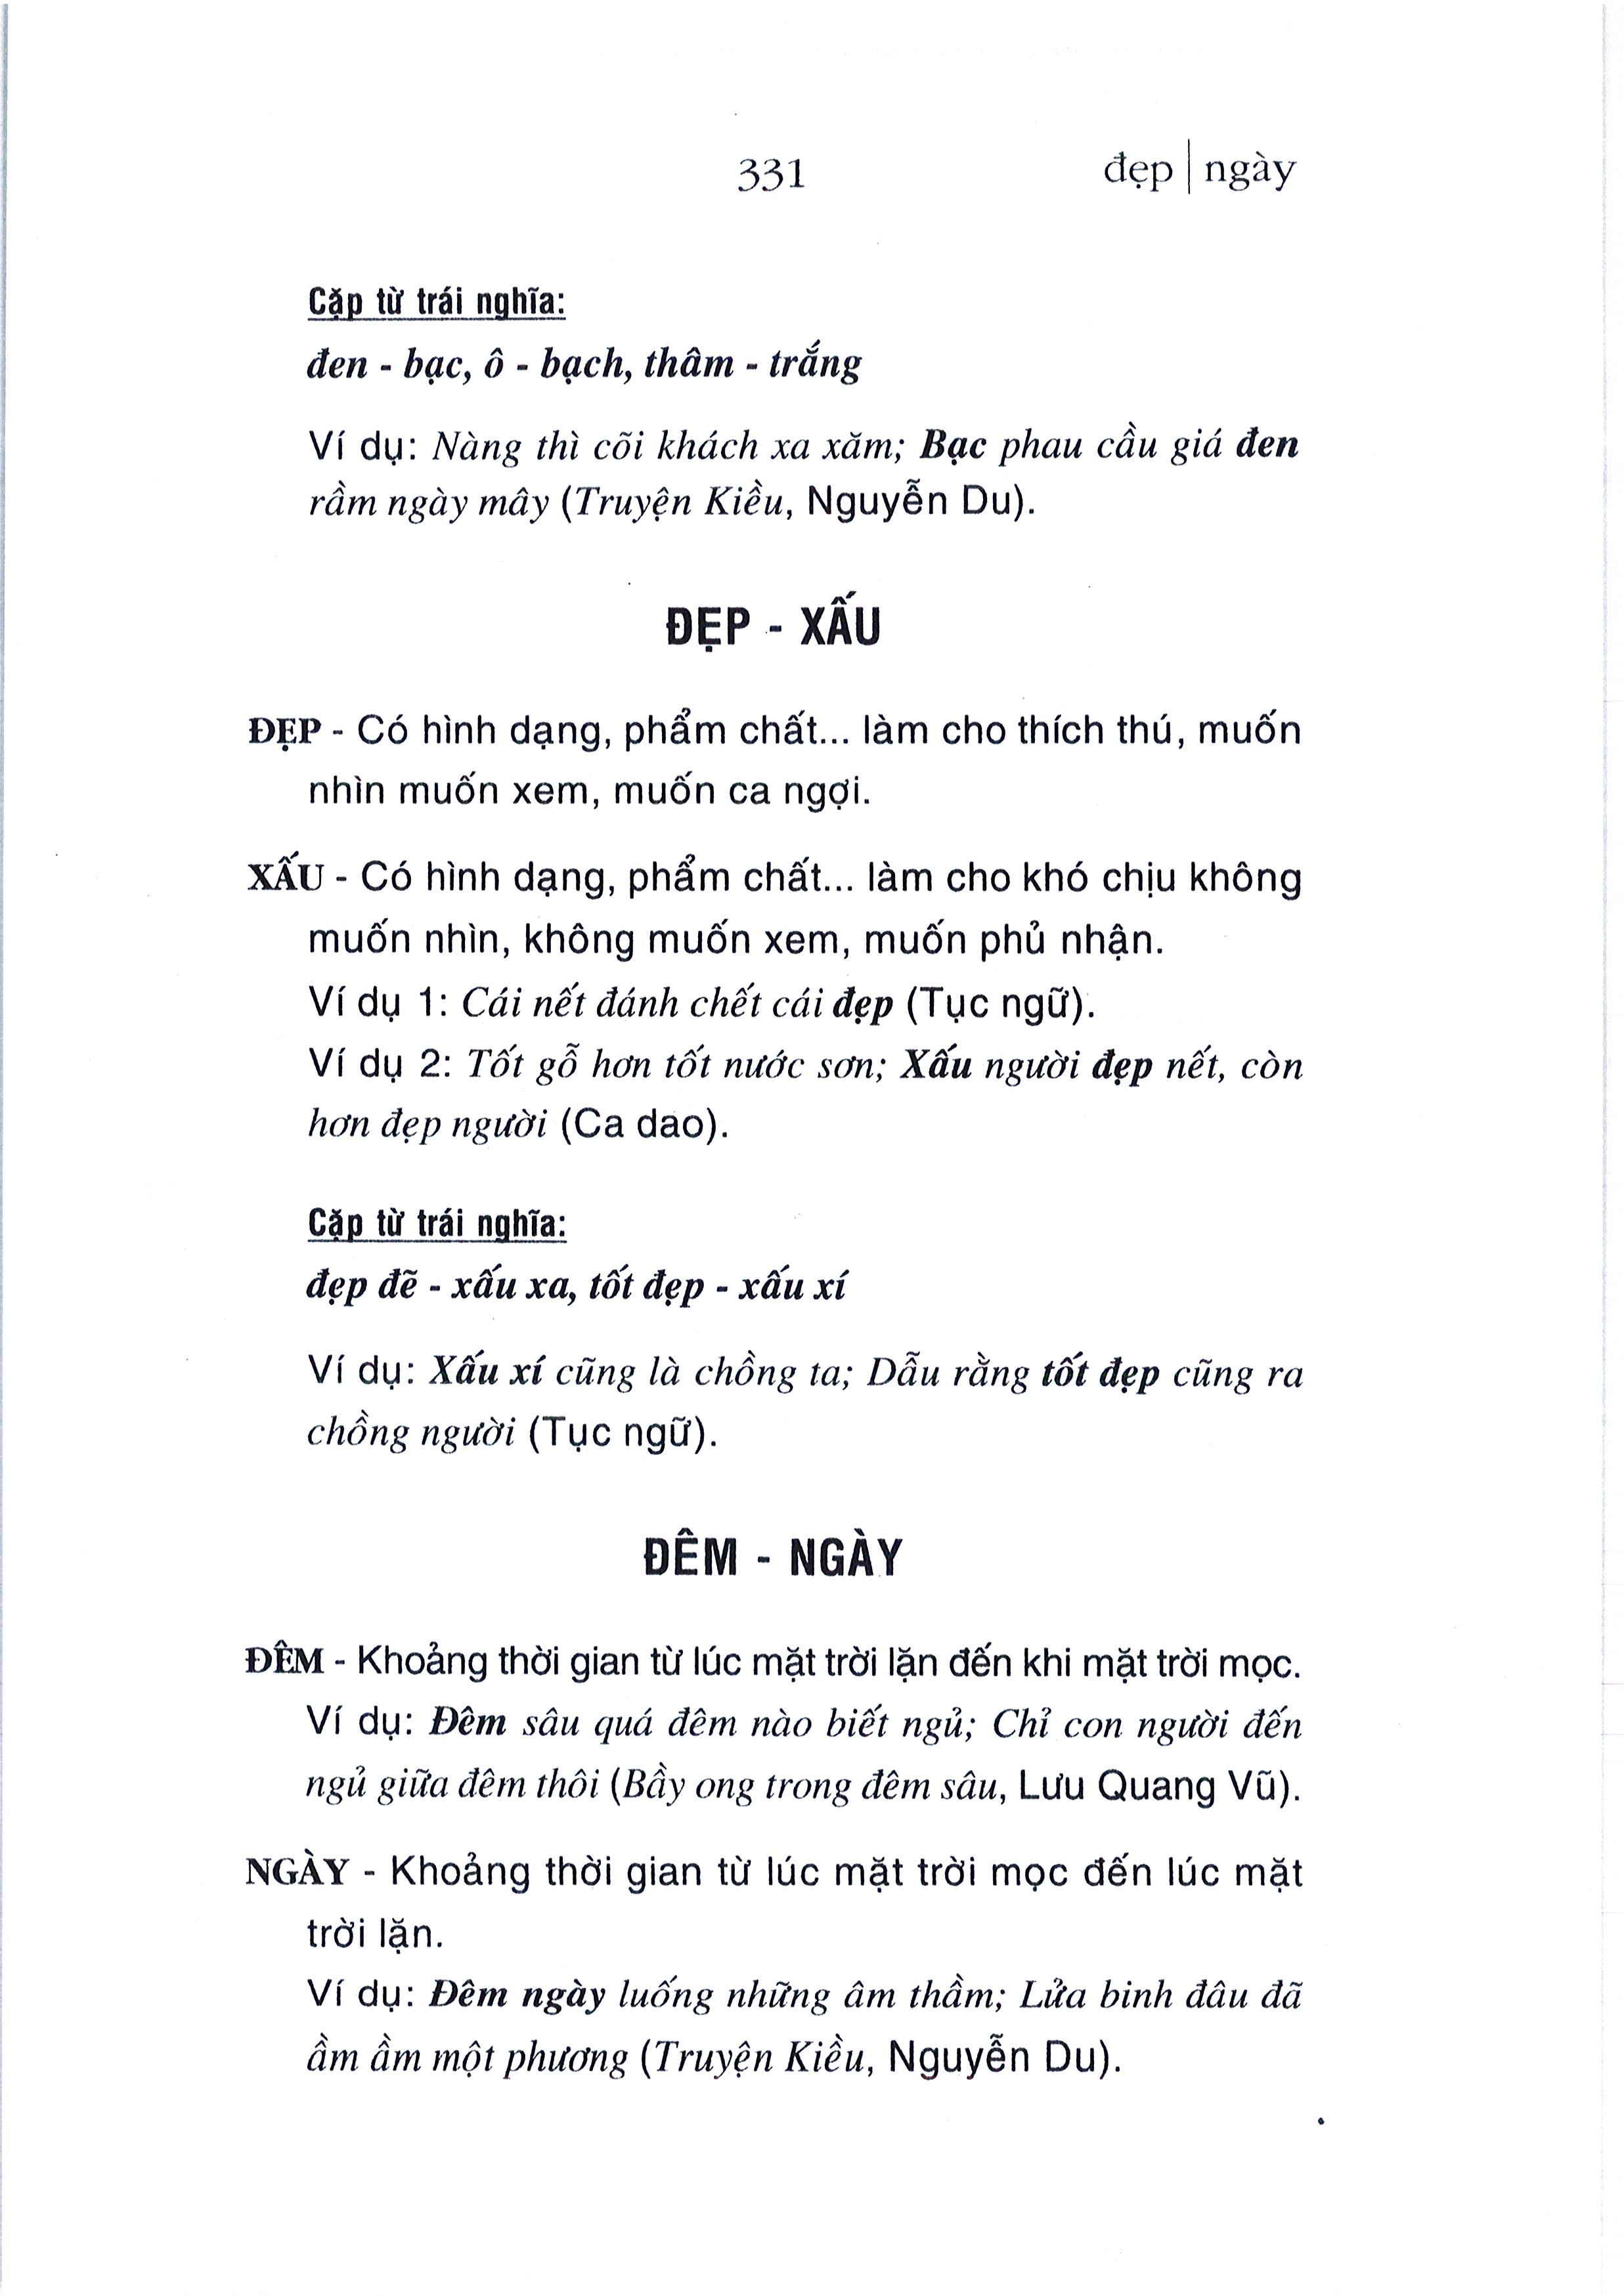 331 đẹp | ngày
Cặp từ trái nghĩa:
đen - bạc, ô - bạch, thâm - trắng
Ví dụ: Nàng thì cõi khách xa xăm; Bạc phau cầu giá đen
rầm ngày mây (Truyện Kiều, Nguyễn Du).
ĐẸP - XẤU
ĐẸP - Có hình dạng, phẩm chất... làm cho thích thú, muốn
nhìn muốn xem, muốn ca ngợi.
XẤU - Có hình dạng, phẩm chất... làm cho khó chịu không
muốn nhìn, không muốn xem, muốn phủ nhận.
Ví dụ 1: Cái nết đánh chết cái đẹp (Tục ngữ).
Ví dụ 2: Tốt gỗ hơn tốt nước sơn; Xấu người đẹp nết, còn
hơn đẹp người (Ca dao).
Cặp từ trái nghĩa:
đẹp đẽ - xấu xa, tốt đẹp - xấu xí
Ví dụ: Xấu xí cũng là chồng ta; Dẫu rằng tốt đẹp cũng ra
chồng người (Tục ngữ).
ĐÊM - NGÀY
ĐÊM - Khoảng thời gian từ lúc mặt trời lặn đến khi mặt trời mọc.
Ví dụ: Đêm sâu quá đêm nào biết ngủ; Chỉ con người đến
ngủ giữa đêm thôi (Bầy ong trong đêm sâu, Lưu Quang Vũ).
NGÀY - Khoảng thời gian từ lúc mặt trời mọc đến lúc mặt
trời lặn.
Ví dụ: Đêm ngày luống những âm thầm; Lửa binh đâu đã
ầm ầm một phương (Truyện Kiều, Nguyễn Du).